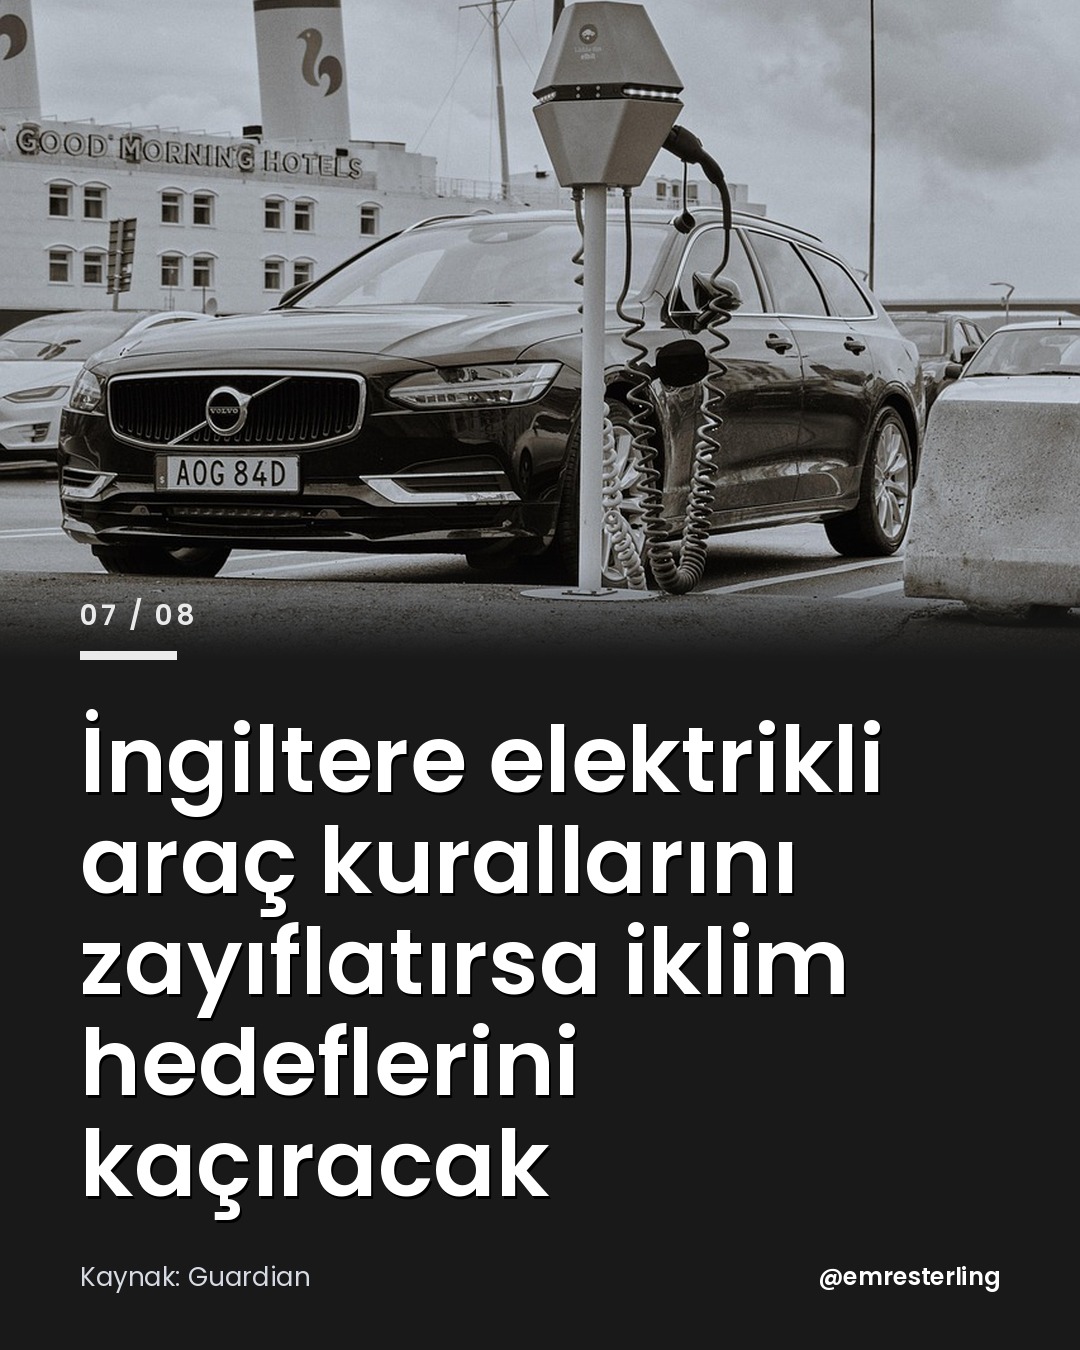 GOOD MORNING HOTELS
VOLVO
S
AOG 84D
07 / 08
İngiltere elektrikli
araç kurallarını
zayıflatırsa iklim
hedeflerini
kaçıracak
Kaynak: Guardian
@emresterling